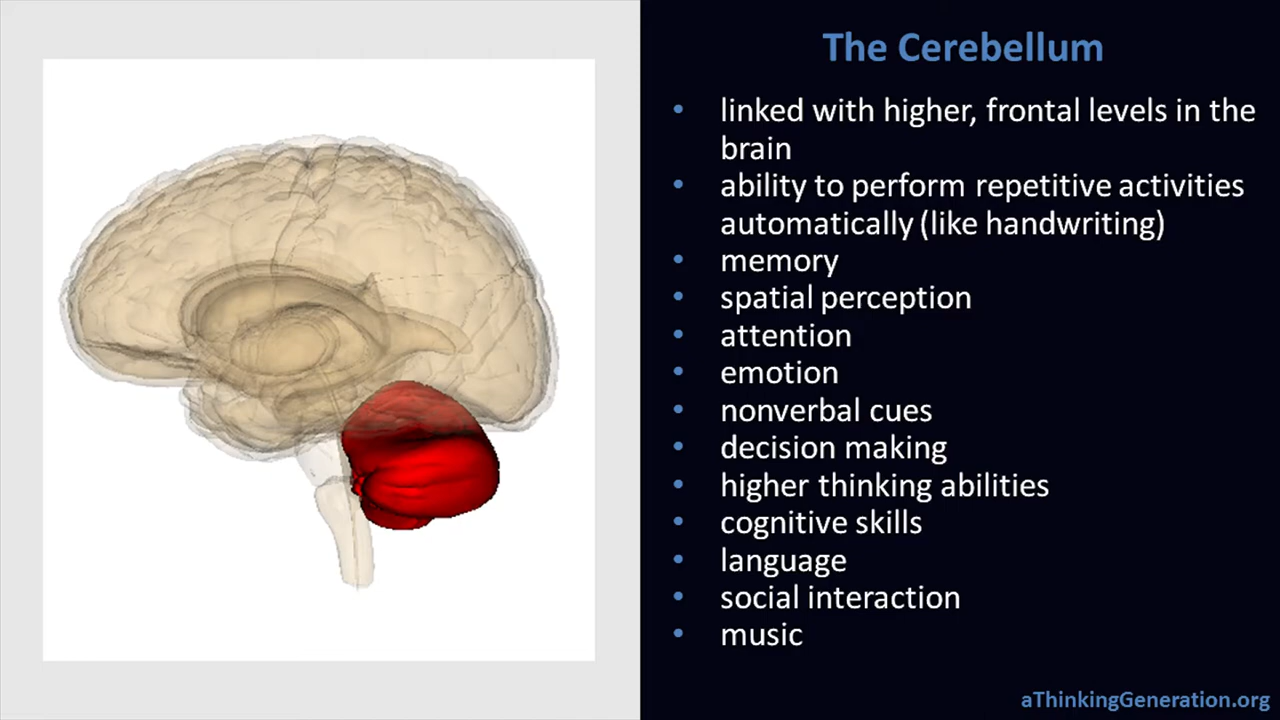 The Cerebellum
• linked with higher, frontal levels in the
brain
• ability to perform repetitive activities
automatically (like handwriting)
• memory
• spatial perception
• attention
• emotion
• nonverbal cues
• decision making
• higher thinking abilities
• cognitive skills
• language
• social interaction
• music
aThinkingGeneration.org